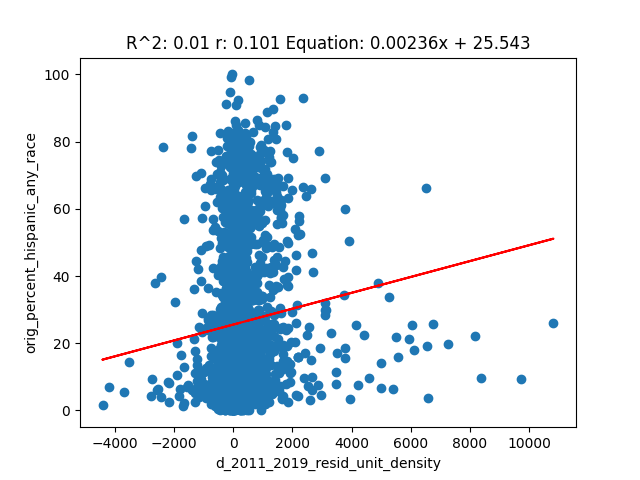 R^2: 0.01 r: 0.101 Equation: 0.00236x + 25.543
100
80
60
40
20
0
orig_percent_hispanic_any_race
−4000 −2000 0 2000 4000 6000 8000 10000
d_2011_2019_resid_unit_density